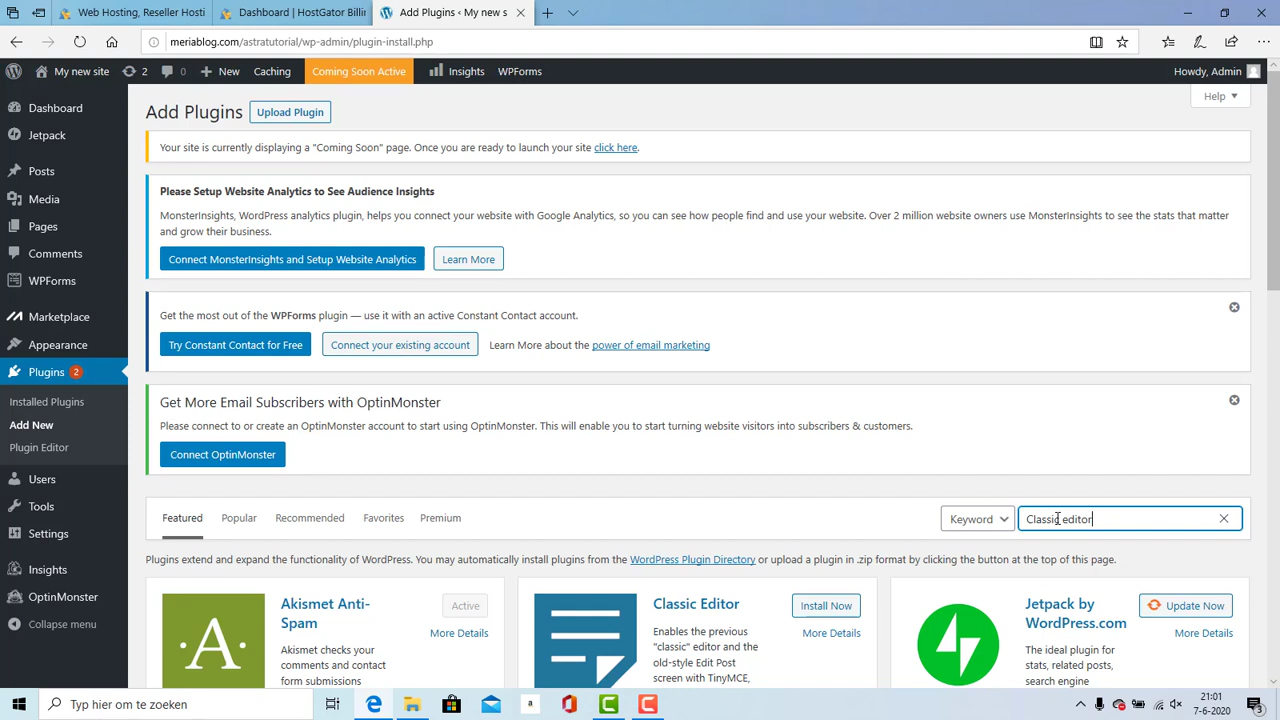 Web Hosting, Reseller Hosti
Dashboard | HostGator Billin
Add Plugins ‹ My new s
meriablog.com/astratutorial/wp-admin/plugin-install.php
My new site
2
0
New
Caching
Coming Soon Active
Insights
WPForms
Howdy, Admin
Dashboard
Jetpack
Posts
Media
Pages
Comments
WPForms
Marketplace
Appearance
Plugins 2
Installed Plugins
Add New
Plugin Editor
Users
Tools
Settings
Insights
OptinMonster
Collapse menu
Help
Add Plugins
Upload Plugin
Your site is currently displaying a "Coming Soon" page. Once you are ready to launch your site click here.
Please Setup Website Analytics to See Audience Insights
MonsterInsights, WordPress analytics plugin, helps you connect your website with Google Analytics, so you can see how people find and use your website. Over 2 million website owners use MonsterInsights to see the stats that matter
and grow their business.
Connect MonsterInsights and Setup Website Analytics
Learn More
Get the most out of the WPForms plugin — use it with an active Constant Contact account.
Try Constant Contact for Free
Connect your existing account
Learn More about the power of email marketing
Get More Email Subscribers with OptinMonster
Please connect to or create an OptinMonster account to start using OptinMonster. This will enable you to start turning website visitors into subscribers & customers.
Connect OptinMonster
Featured
Popular
Recommended
Favorites
Premium
Keyword
Classic editor
Plugins extend and expand the functionality of WordPress. You may automatically install plugins from the WordPress Plugin Directory or upload a plugin in .zip format by clicking the button at the top of this page.
A
Akismet Anti-
Spam
Active
More Details
Akismet checks your
comments and contact
form submissions
Classic Editor
Install Now
More Details
Enables the previous
"classic" editor and the
old-style Edit Post
screen with TinyMCE,
Jetpack by
WordPress.com
Update Now
More Details
The ideal plugin for
stats, related posts,
search engine
Typ hier om te zoeken
a
21:01
7-6-2020
3